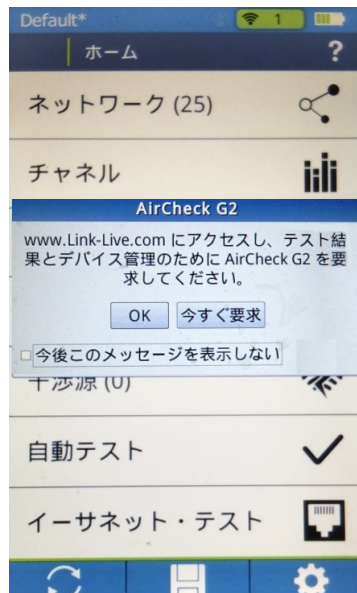 Default*
1
ホーム
?
ネットワーク (25)
チャネル
AirCheck G2
www.Link-Live.com にアクセスし、テスト結
果とデバイス管理のために AirCheck G2 を要
求してください。
OK 今すぐ要求
今後このメッセージを表示しない
干渉源 (0)
自動テスト
イーサネット・テスト